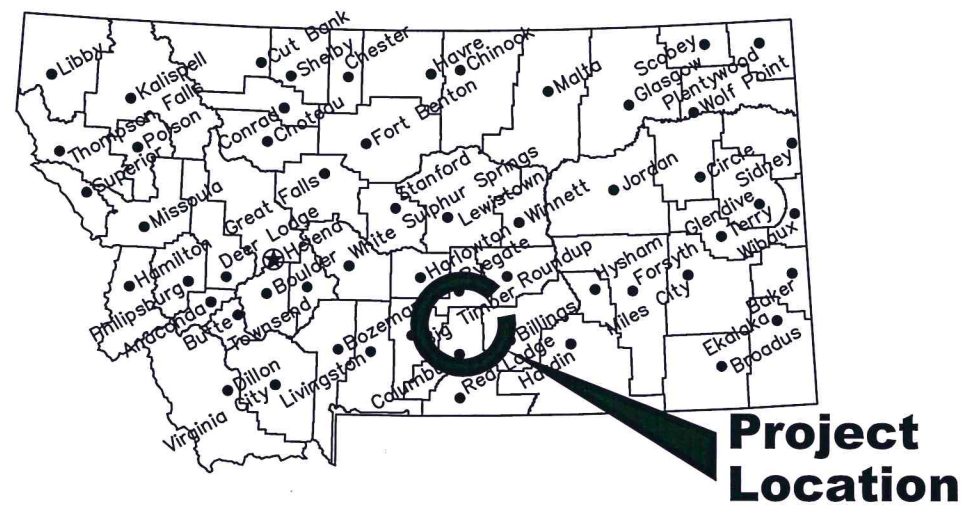 Libby
Kalispell
Cut Bank
Shelby
Chester
Havre
Chinook
Malta
Scobey
Glasgow
Plentywood
Wolf Point
Thompson Falls
Polson
Conrad
Choteau
Fort Benton
Superior
Missoula
Great Falls
Stanford
Lewistown
Winnett
Jordan
Circle
Sidney
Glendive
Terry
Wibaux
Hamilton
Philipsburg
Deer Lodge
Helena
Boulder
White Sulphur Springs
Harlowton
Ryegate
Roundup
Hysham
Forsyth
Miles City
Baker
Ekalaka
Broadus
Anaconda
Butte
Townsend
Bozeman
Big Timber
Billings
Columbus
Red Lodge
Hardin
Dillon
Virginia City
Livingston
Project
Location